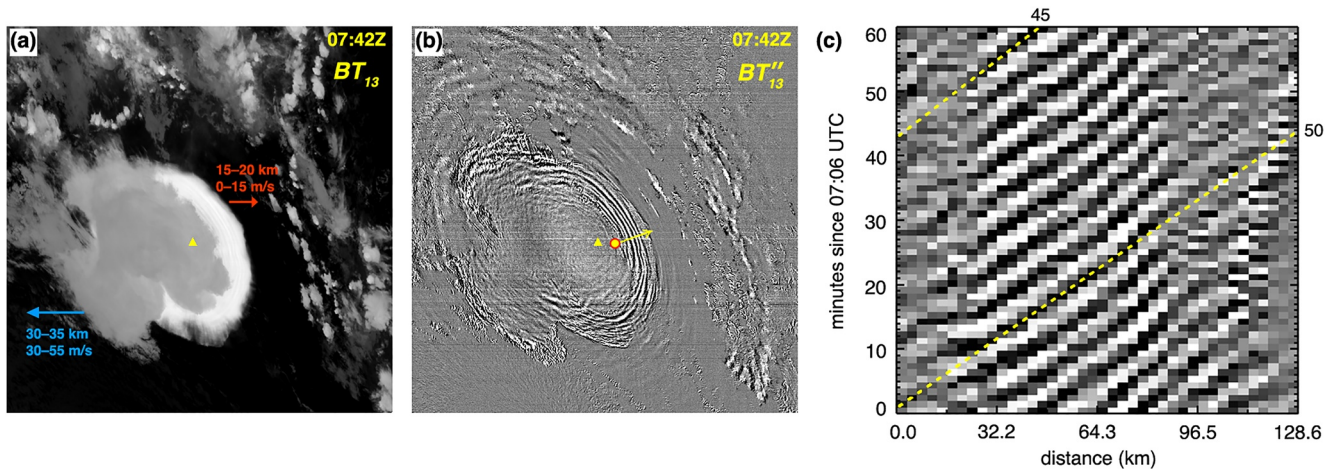 (a)
07:42Z
BT13
15–20 km
0–15 m/s
30–35 km
30–55 m/s
(b)
07:42Z
BT″13
(c)
45
50
minutes since 07:06 UTC
60
50
40
30
20
10
0
0.0 32.2 64.3 96.5 128.6
distance (km)